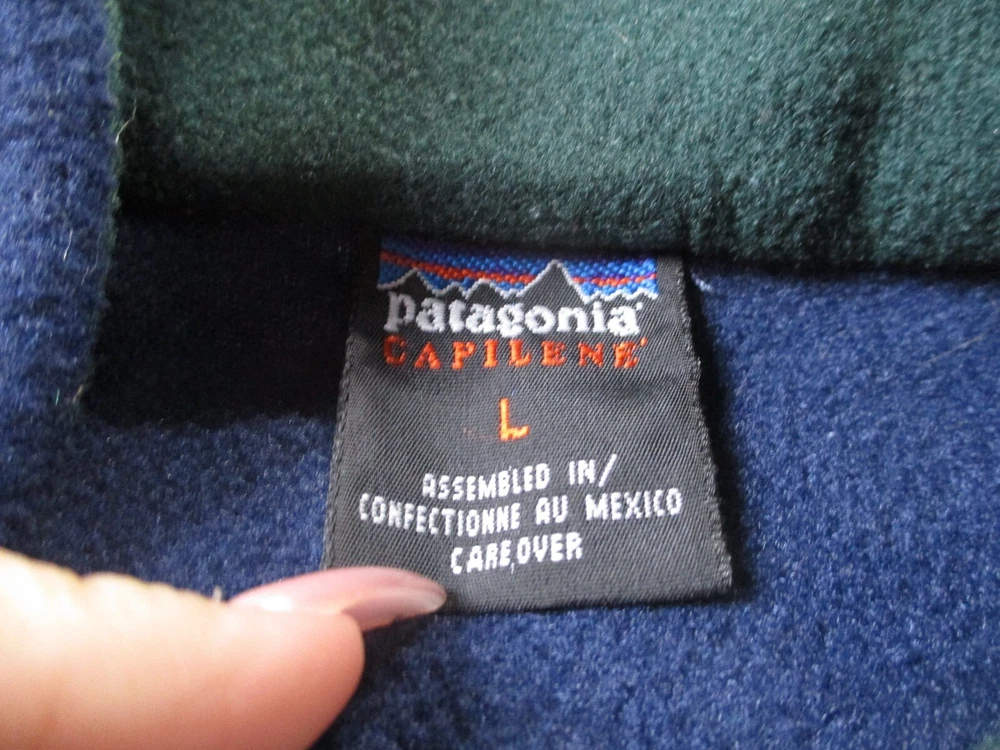 patagonia®
CAPILENE®
L
ASSEMBLED IN/
CONFECTIONNE AU MEXICO
CARE OVER